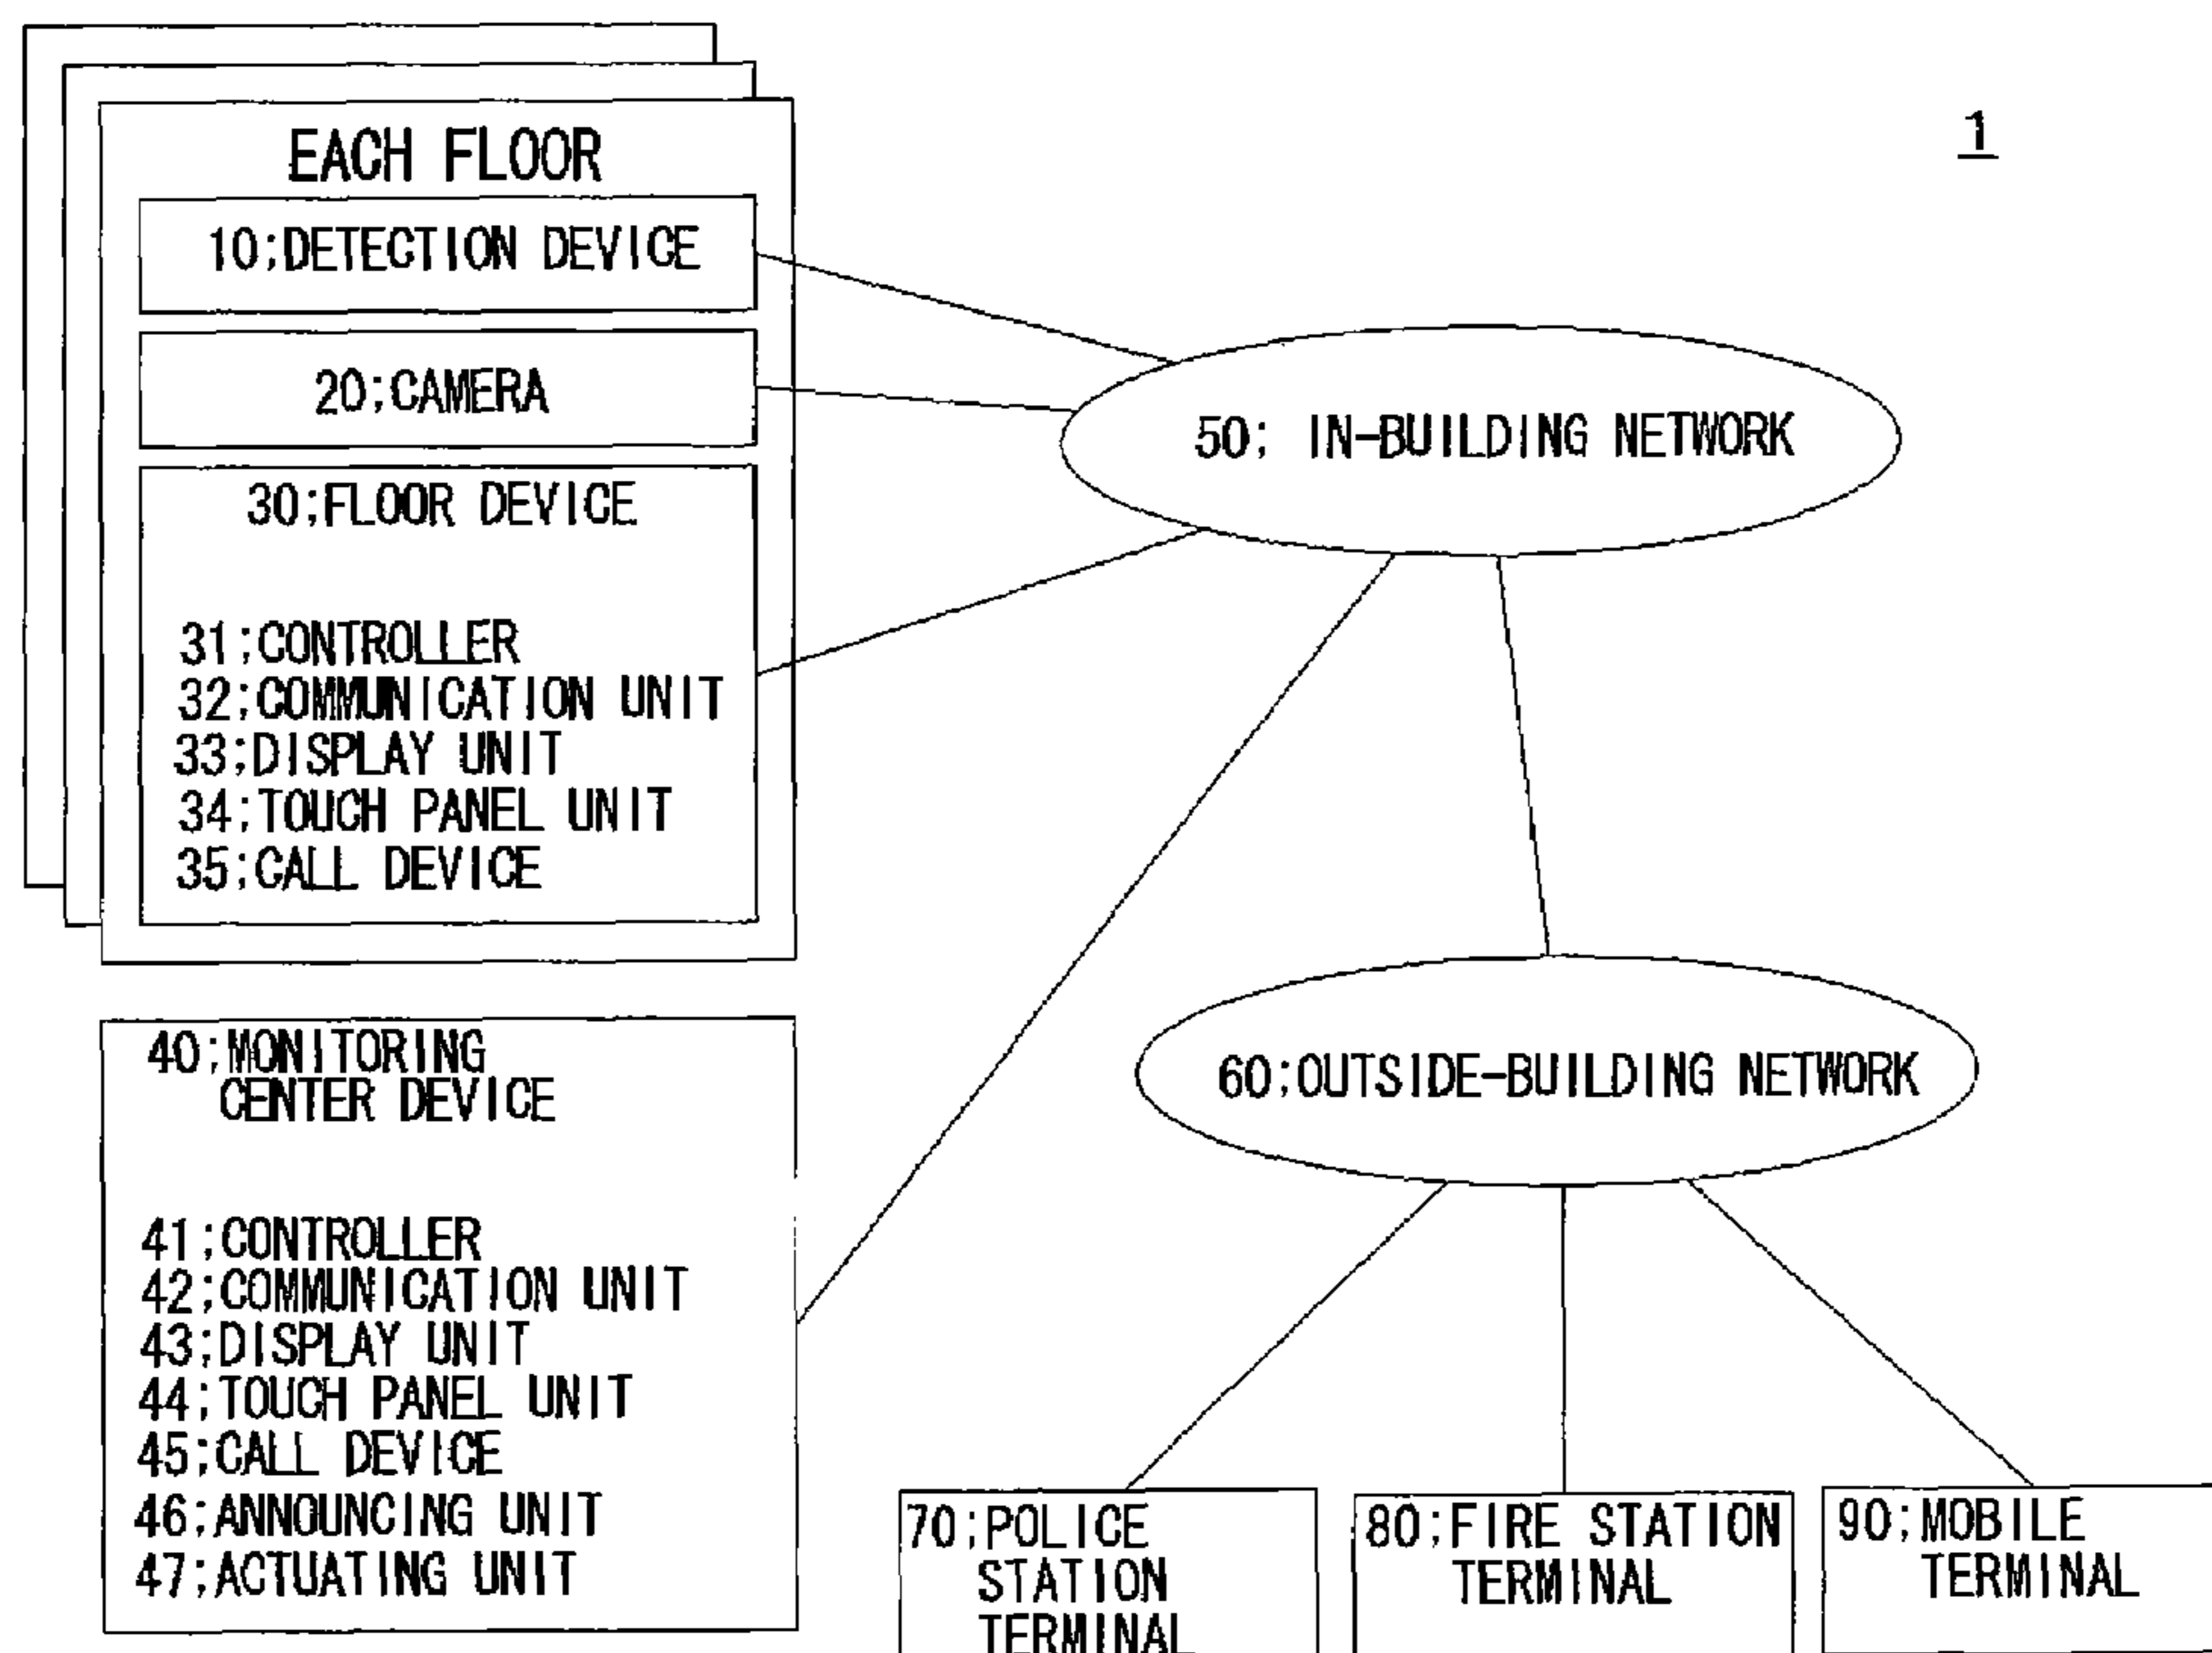 1
EACH FLOOR
10;DETECTION DEVICE
20;CAMERA
30;FLOOR DEVICE
31;CONTROLLER
32;COMMUNICATION UNIT
33;DISPLAY UNIT
34;TOUCH PANEL UNIT
35;CALL DEVICE
50; IN-BUILDING NETWORK
40;MONITORING
CENTER DEVICE
41;CONTROLLER
42;COMMUNICATION UNIT
43;DISPLAY UNIT
44;TOUCH PANEL UNIT
45;CALL DEVICE
46;ANNOUNCING UNIT
47;ACTUATING UNIT
60;OUTSIDE-BUILDING NETWORK
70;POLICE
STATION
TERMINAL
80;FIRE STATION
TERMINAL
90;MOBILE
TERMINAL